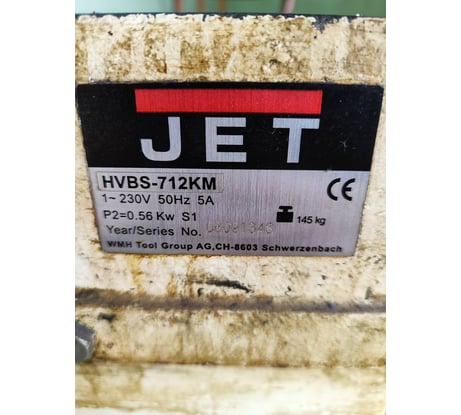 JET
HVBS-712KM
1~ 230V 50Hz 5A
P2=0.56 Kw S1
145 kg
Year/Series No.
WMH Tool Group AG,CH-8603 Schwerzenbach
CE